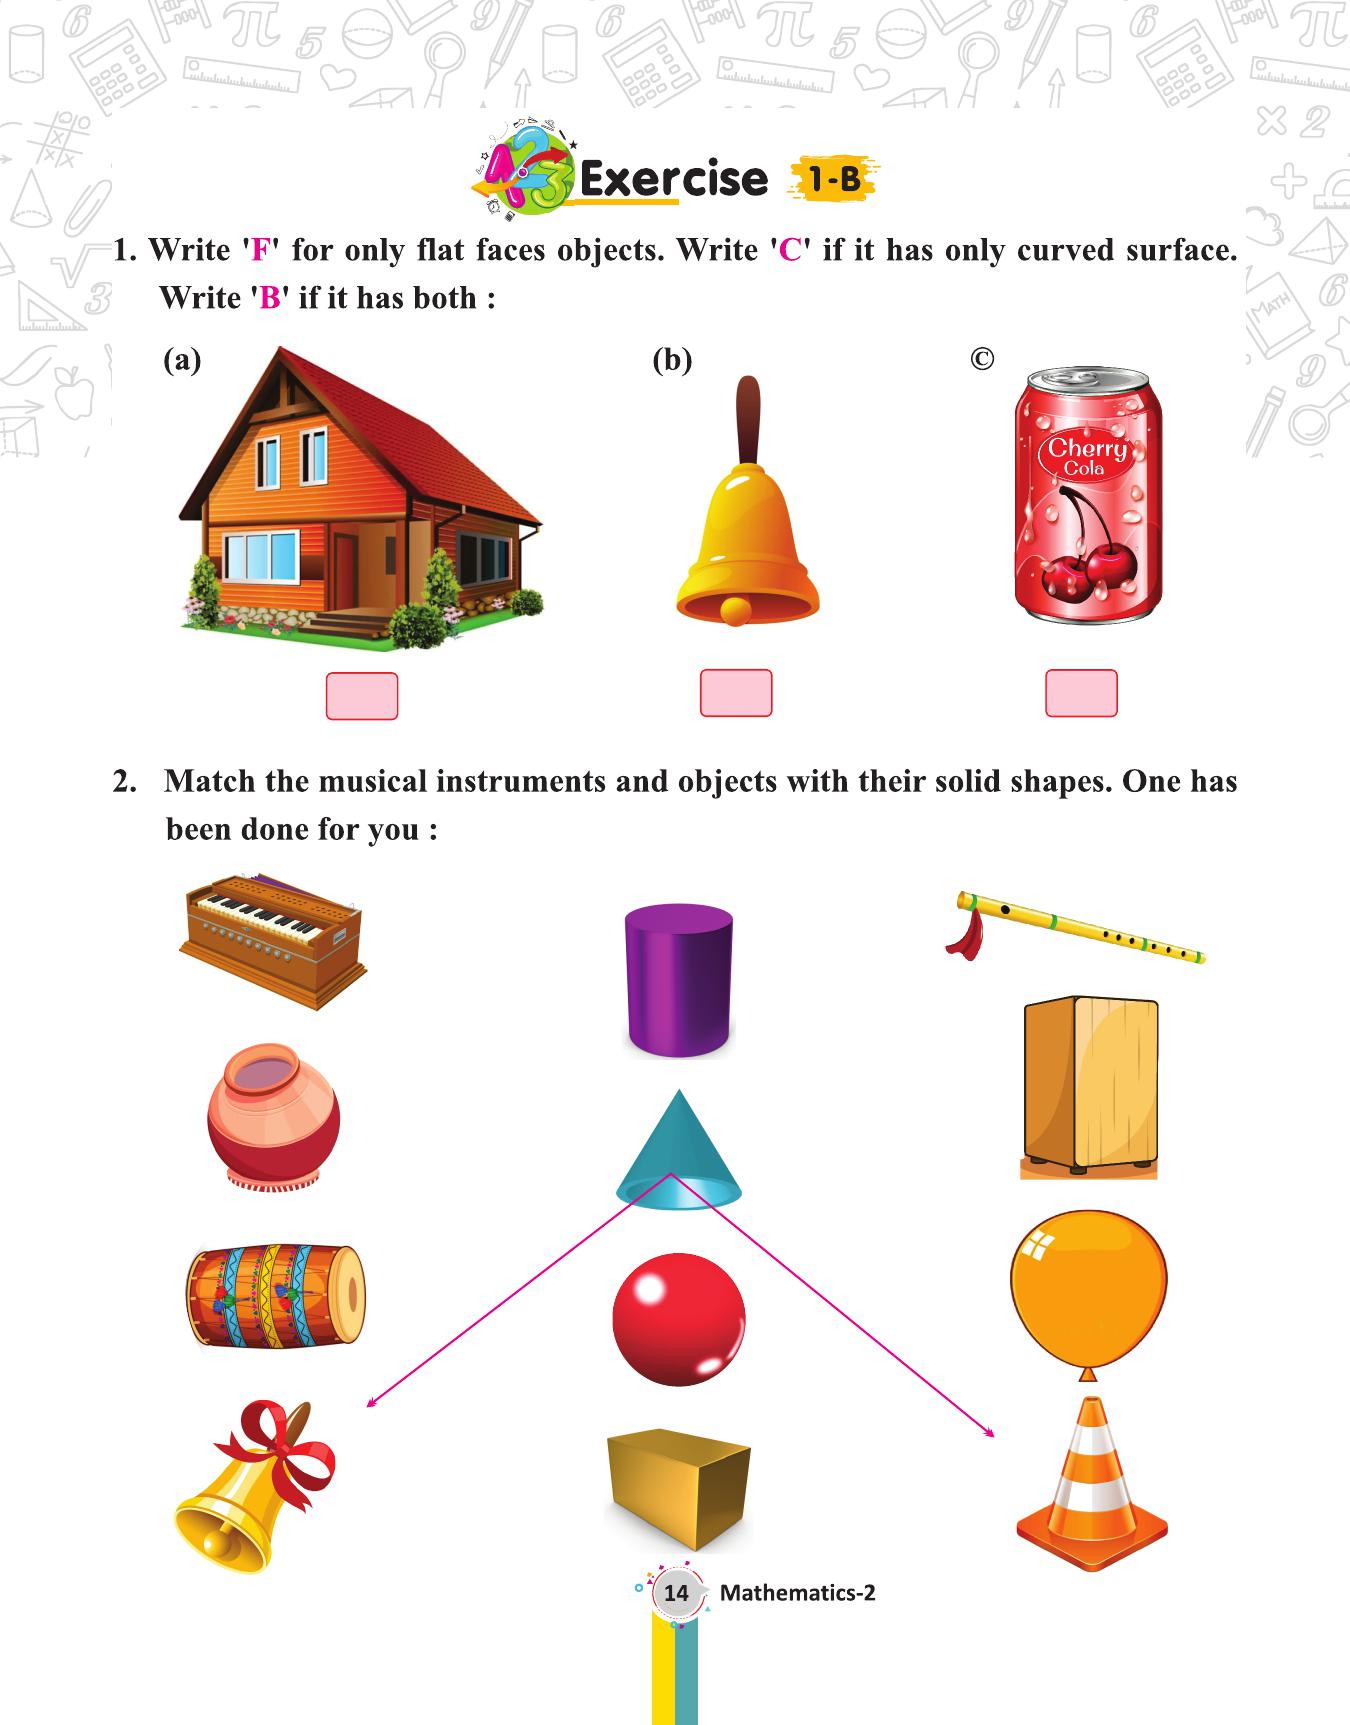 Exercise 1-B
1. Write 'F' for only flat faces objects. Write 'C' if it has only curved surface.
Write 'B' if it has both :
(a)
(b)
©
Cherry
Cola
2. Match the musical instruments and objects with their solid shapes. One has
been done for you :
14 Mathematics-2